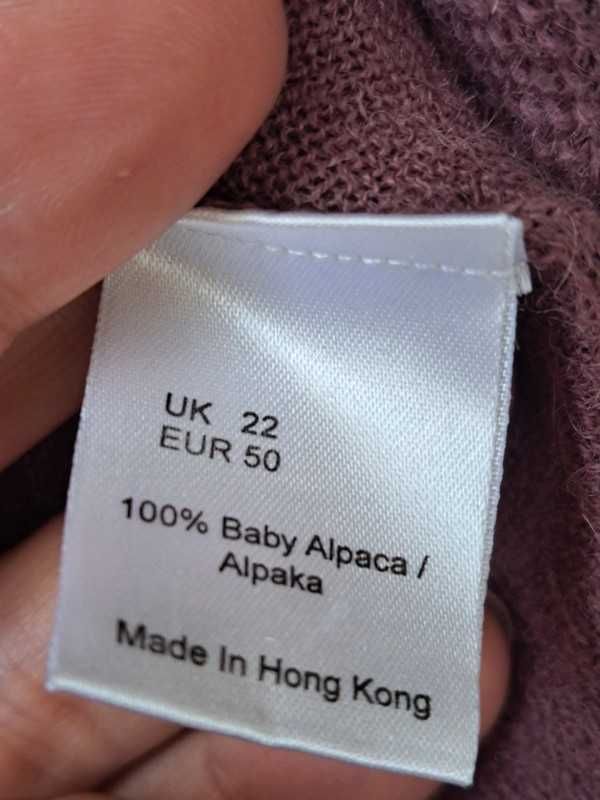 UK 22
EUR 50
100% Baby Alpaca /
Alpaka
Made In Hong Kong